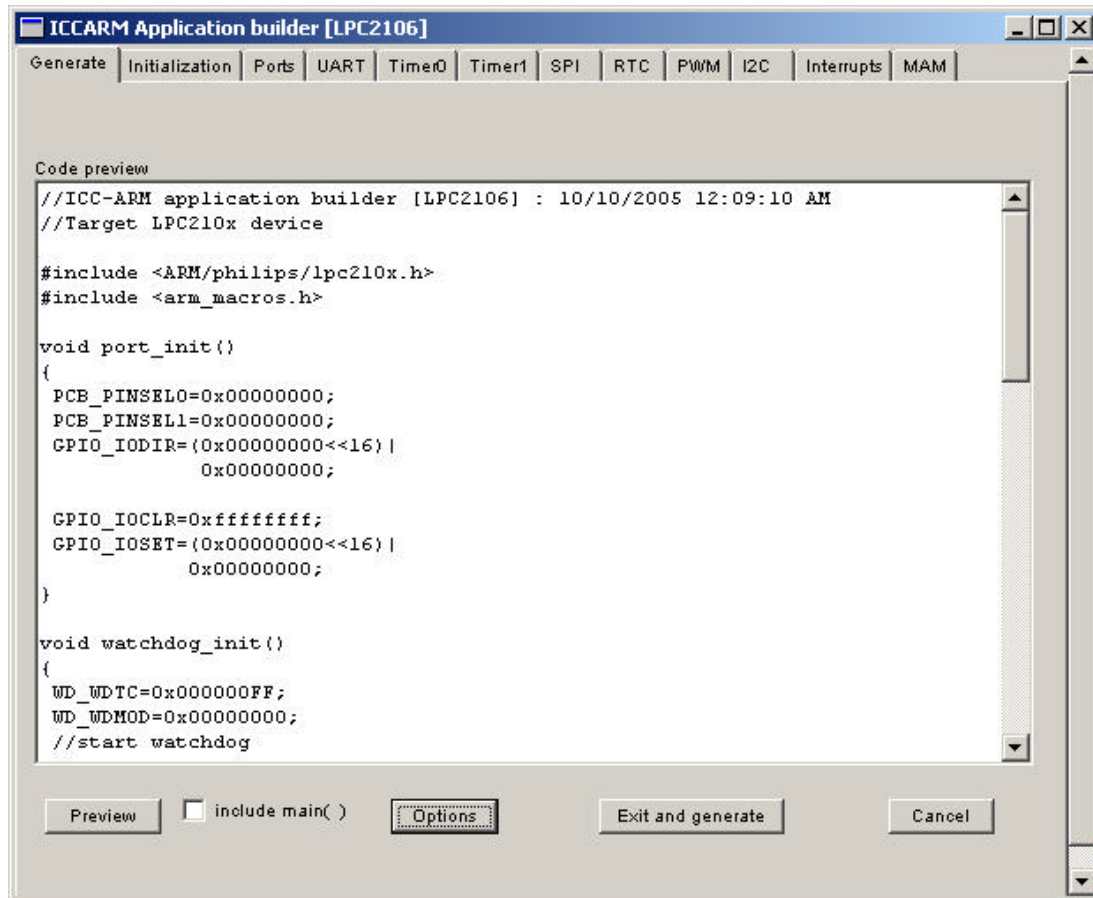 ICCARM Application builder [LPC2106]
Generate Initialization Ports UART Timer0 Timer1 SPI RTC PWM I2C Interrupts MAM
Code preview
//ICC-ARM application builder [LPC2106] : 10/10/2005 12:09:10 AM
//Target LPC210x device
#include <ARM/philips/lpc210x.h>
#include <arm_macros.h>
void port_init()
{
PCB_PINSEL0=0x00000000;
PCB_PINSEL1=0x00000000;
GPIO_IODIR=(0x00000000<<16)|
0x00000000;
GPIO_IOCLR=0xffffffff;
GPIO_IOSET=(0x00000000<<16)|
0x00000000;
}
void watchdog_init()
{
WD_WDTC=0x000000FF;
WD_WDMOD=0x00000000;
//start watchdog
Preview include main( ) Options Exit and generate Cancel